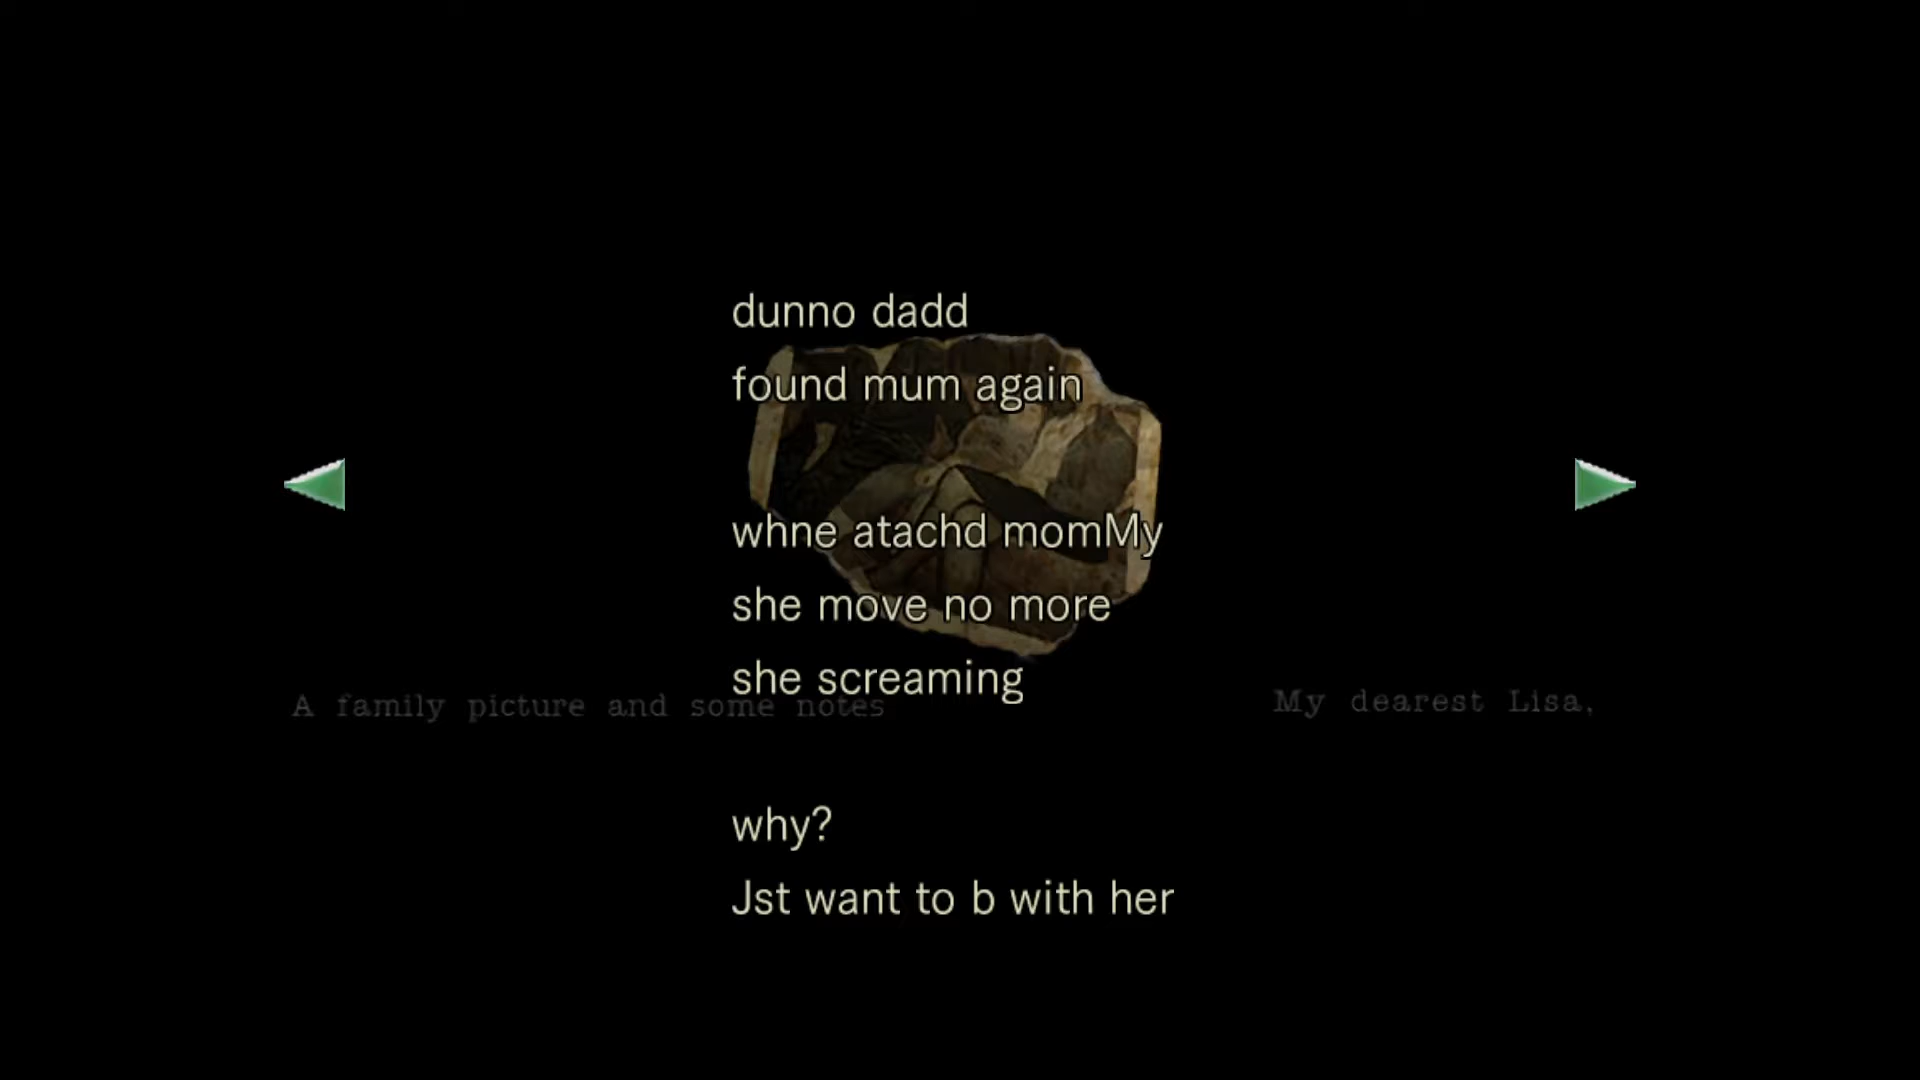 dunno dadd
found mum again
whne atachd momMy
she move no more
she screaming
A family picture and some notes
My dearest Lisa,
why?
Jst want to b with her